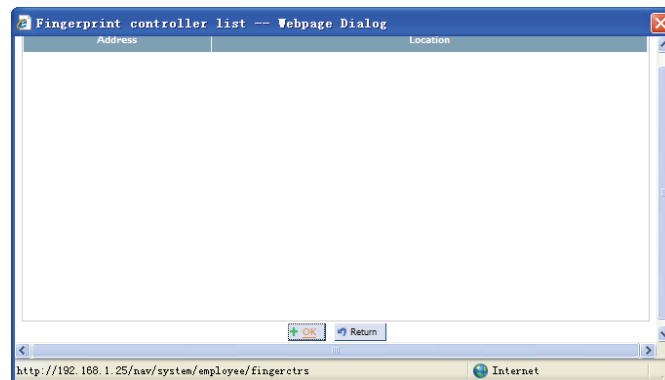 Fingerprint controller list -- Webpage Dialog
Address Location
OK Return
http://192.168.1.25/nav/system/employee/fingerctrs Internet